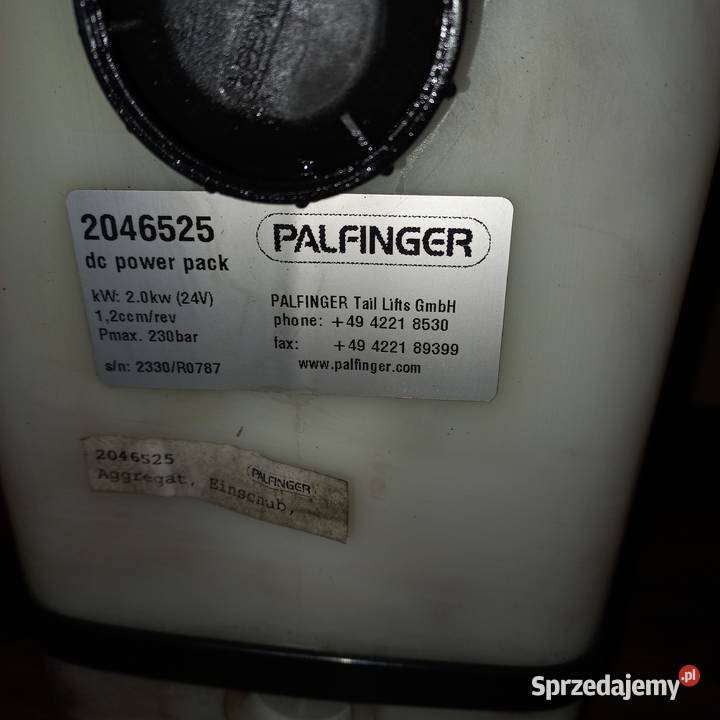 2046525
dc power pack
PALFINGER
kW: 2.0kw (24V)
1,2ccm/rev
Pmax. 230bar
s/n: 2330/R0787
PALFINGER Tail Lifts GmbH
phone: +49 4221 8530
fax: +49 4221 89399
www.palfinger.com
2046525
PALFINGER
Aggregat, Einschub,
Sprzedajemy.pl